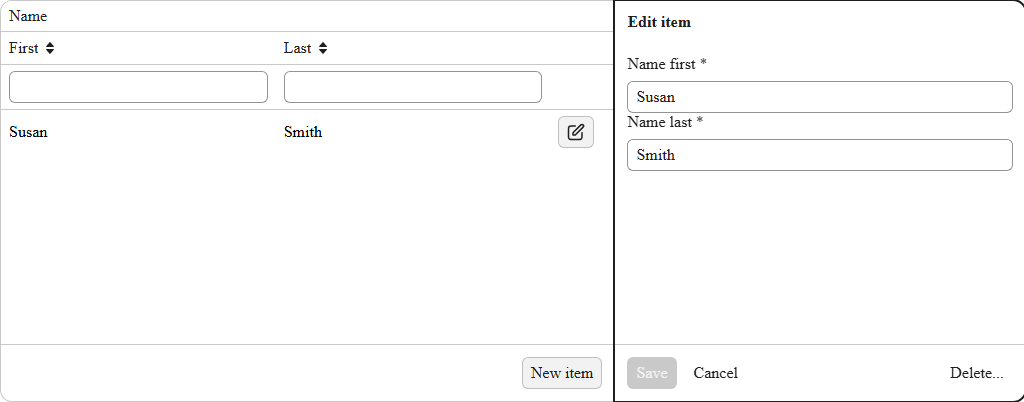 Name
First
Last
Susan
Smith
New item
Edit item
Name first *
Susan
Name last *
Smith
Save
Cancel
Delete...